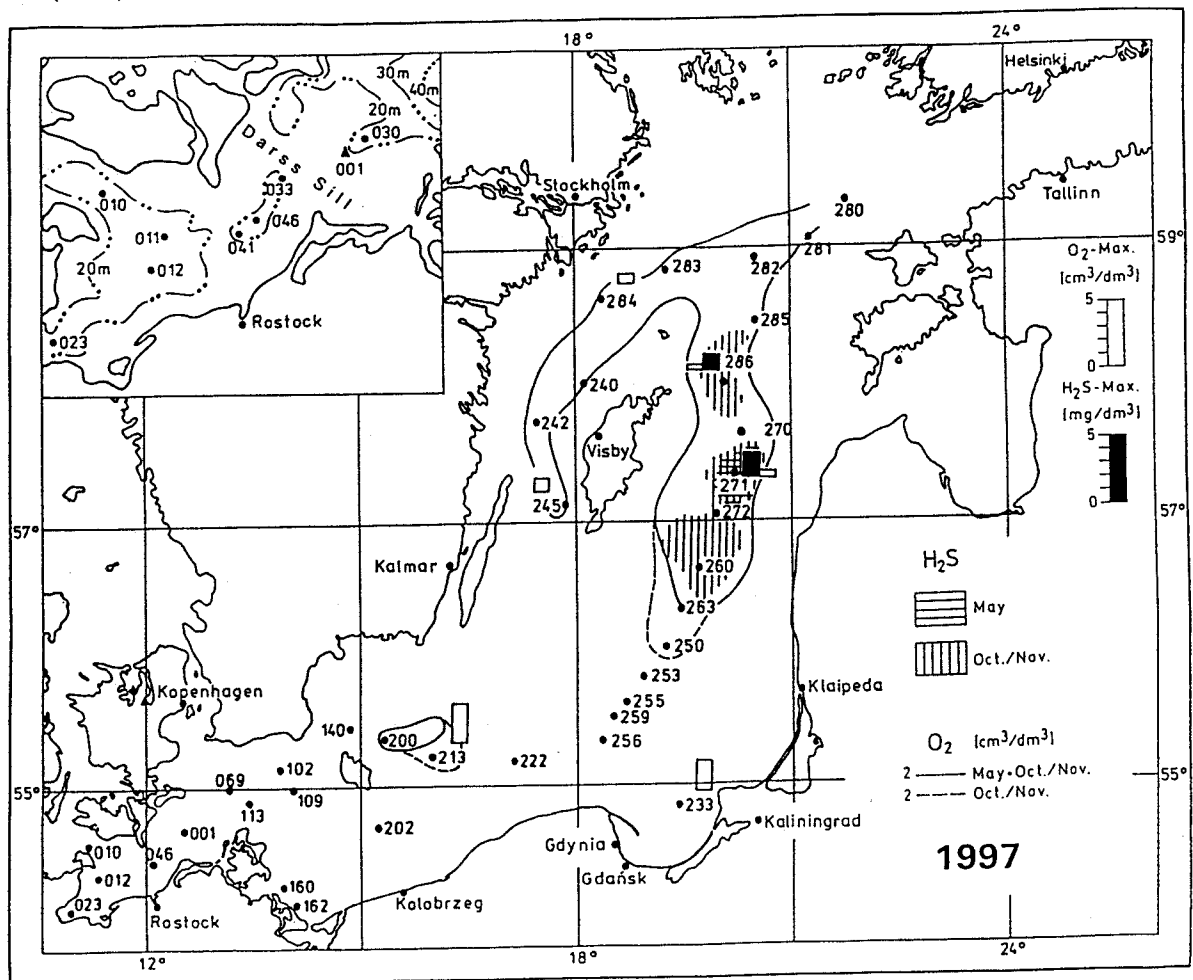 18°
24°
Helsinki
30m
40m
20m
030
001
Darss Sill
033
010
046
011
041
012
20m
Rostock
023
Stockholm
Tallinn
280
59°
281
282
283
284
285
286
240
242
Visby
270
271
245
272
57°
57°
Kalmar
260
263
250
253
255
259
256
Klaipeda
Kopenhagen
140
200
213
222
102
069
109
55°
55°
113
233
001
202
Kaliningrad
Gdynia
Gdańsk
010
046
012
023
160
162
Rostock
Kolobrzeg
O₂-Max.
[cm³/dm³]
5
0
H₂S-Max.
[mg/dm³]
5
0
H₂S
May
Oct./Nov.
O₂ [cm³/dm³]
2 May+Oct./Nov.
2 Oct./Nov.
1997
12°
18°
24°